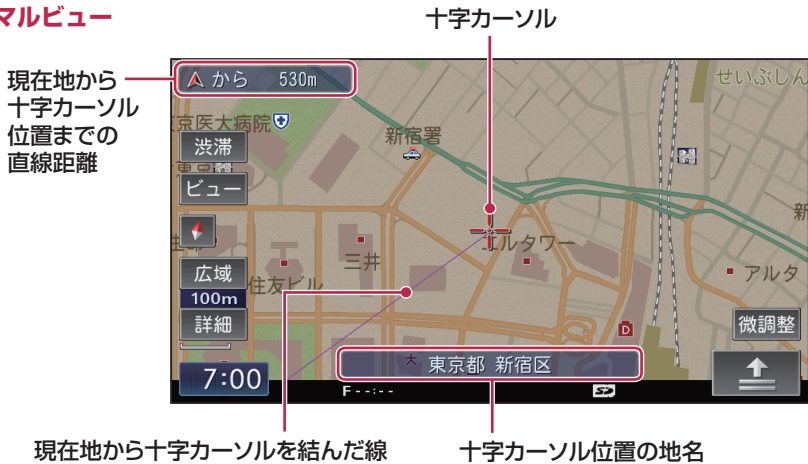 マルビュー
十字カーソル
現在地から
十字カーソル
位置までの
直線距離
から 530m
せいぶしん
京医大病院
新宿署
渋滞
ビュー
エルタワー
三井
広域
住友ビル
アルタ
100m
詳細
D
微調整
大
東京都 新宿区
7:00
F--:--
SD
現在地から十字カーソルを結んだ線
十字カーソル位置の地名